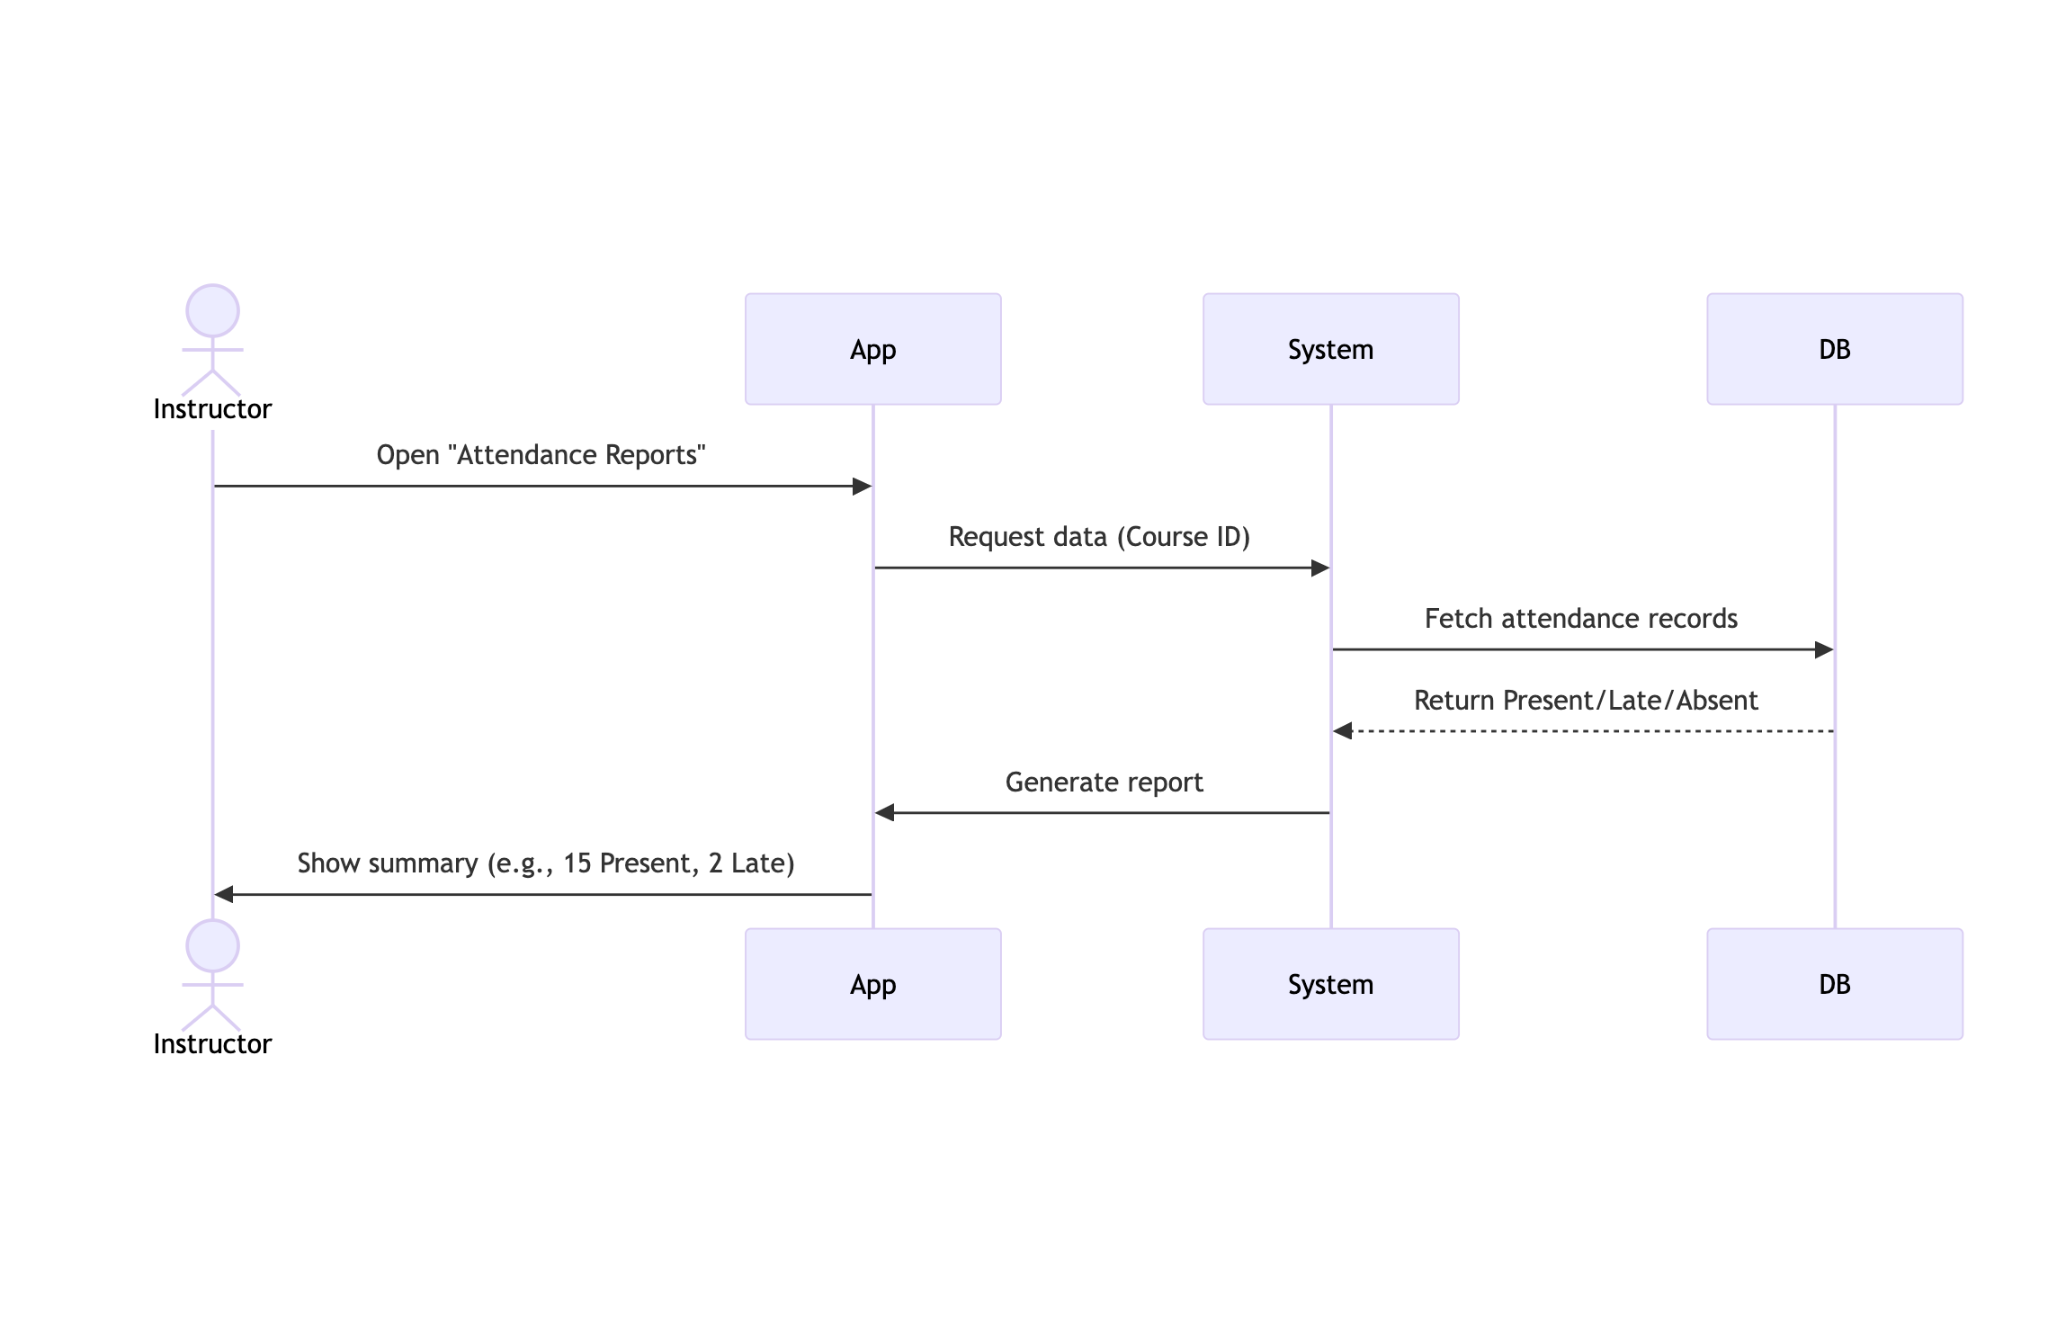 App
System
DB
Instructor
Open "Attendance Reports"
Request data (Course ID)
Fetch attendance records
Return Present/Late/Absent
Generate report
Show summary (e.g., 15 Present, 2 Late)
App
System
DB
Instructor